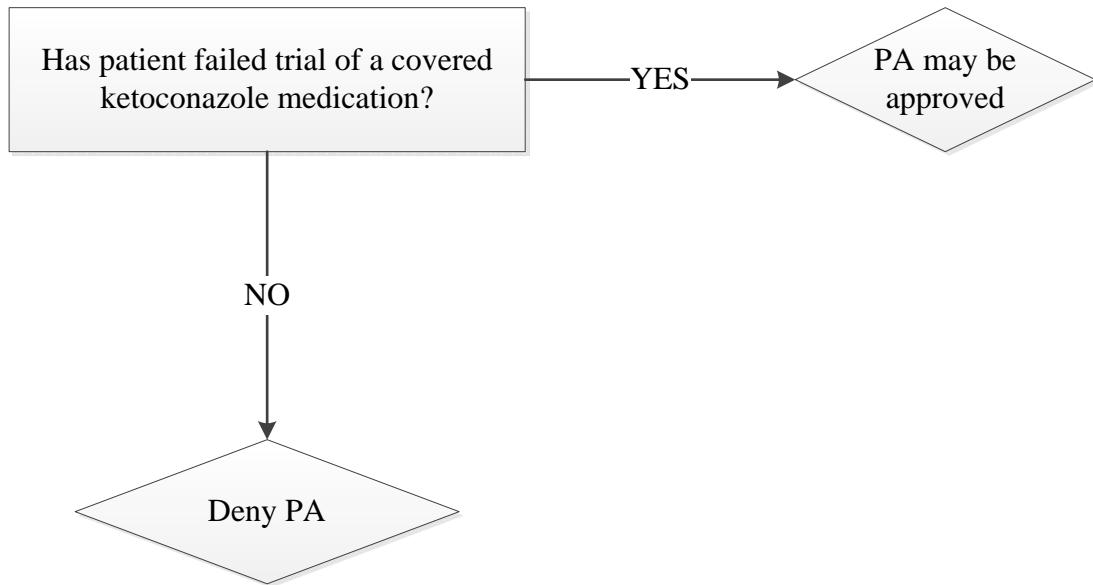 Has patient failed trial of a covered
ketoconazole medication?
YES
PA may be
approved
NO
Deny PA